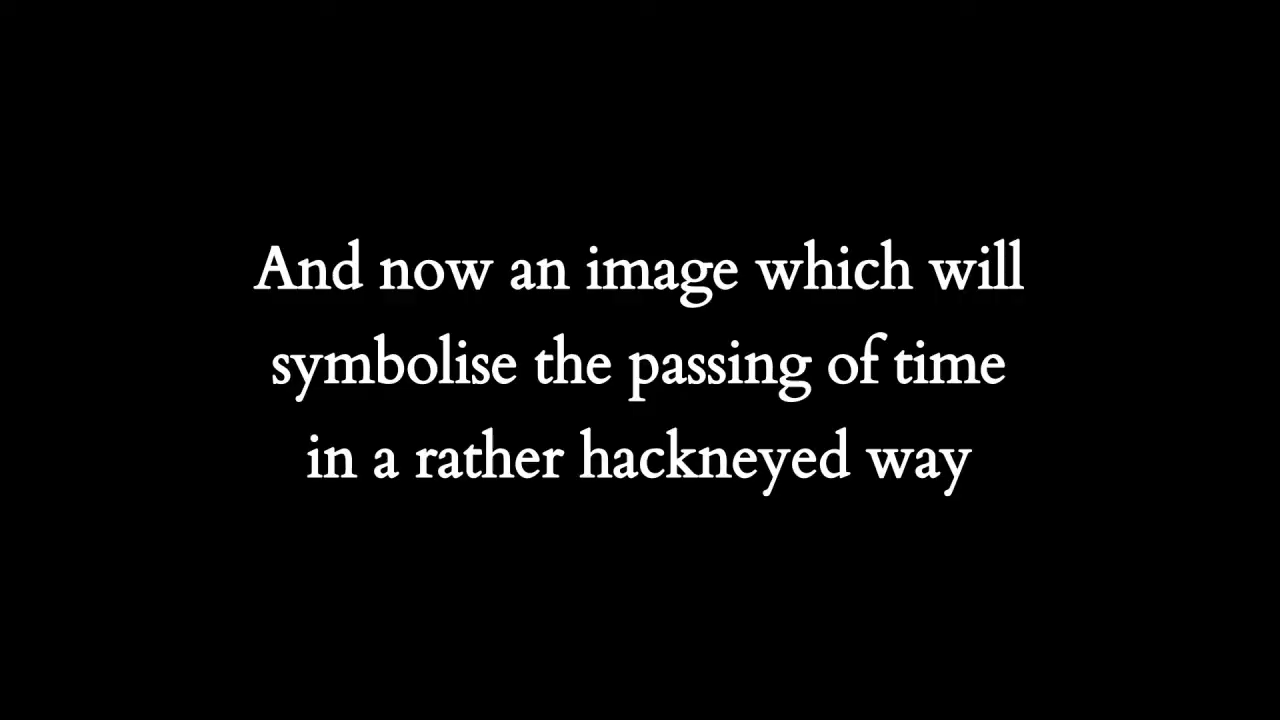 And now an image which will
symbolise the passing of time
in a rather hackneyed way